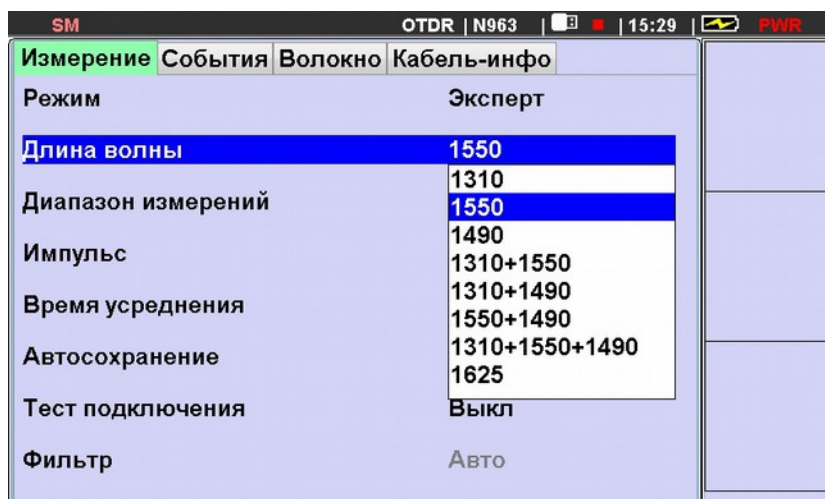 SM OTDR | N963 | | 15:29 | PWR
Измерение События Волокно Кабель-инфо
Режим Эксперт
Длина волны 1550
1310
Диапазон измерений 1550
1490
Импульс 1310+1550
1310+1490
Время усреднения 1550+1490
1310+1550+1490
Автосохранение 1625
Тест подключения Выкл
Фильтр Авто